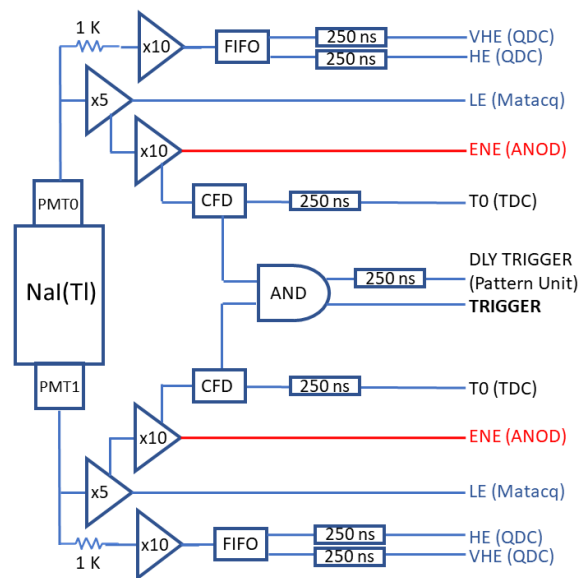 1 K
x10
FIFO
250 ns
VHE (QDC)
250 ns
HE (QDC)
x5
LE (Matacq)
x10
ENE (ANOD)
PMT0
CFD
250 ns
T0 (TDC)
NaI(Tl)
AND
250 ns
DLY TRIGGER
(Pattern Unit)
TRIGGER
PMT1
CFD
250 ns
T0 (TDC)
x10
ENE (ANOD)
x5
LE (Matacq)
1 K
x10
FIFO
250 ns
HE (QDC)
250 ns
VHE (QDC)